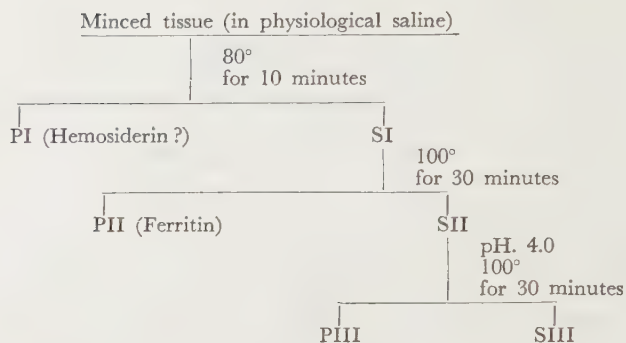 Minced tissue (in physiological saline)
80°
for 10 minutes
PI (Hemosiderin ?)
SI
100°
for 30 minutes
PII (Ferritin)
SII
pH. 4.0
100°
for 30 minutes
PIII
SIII